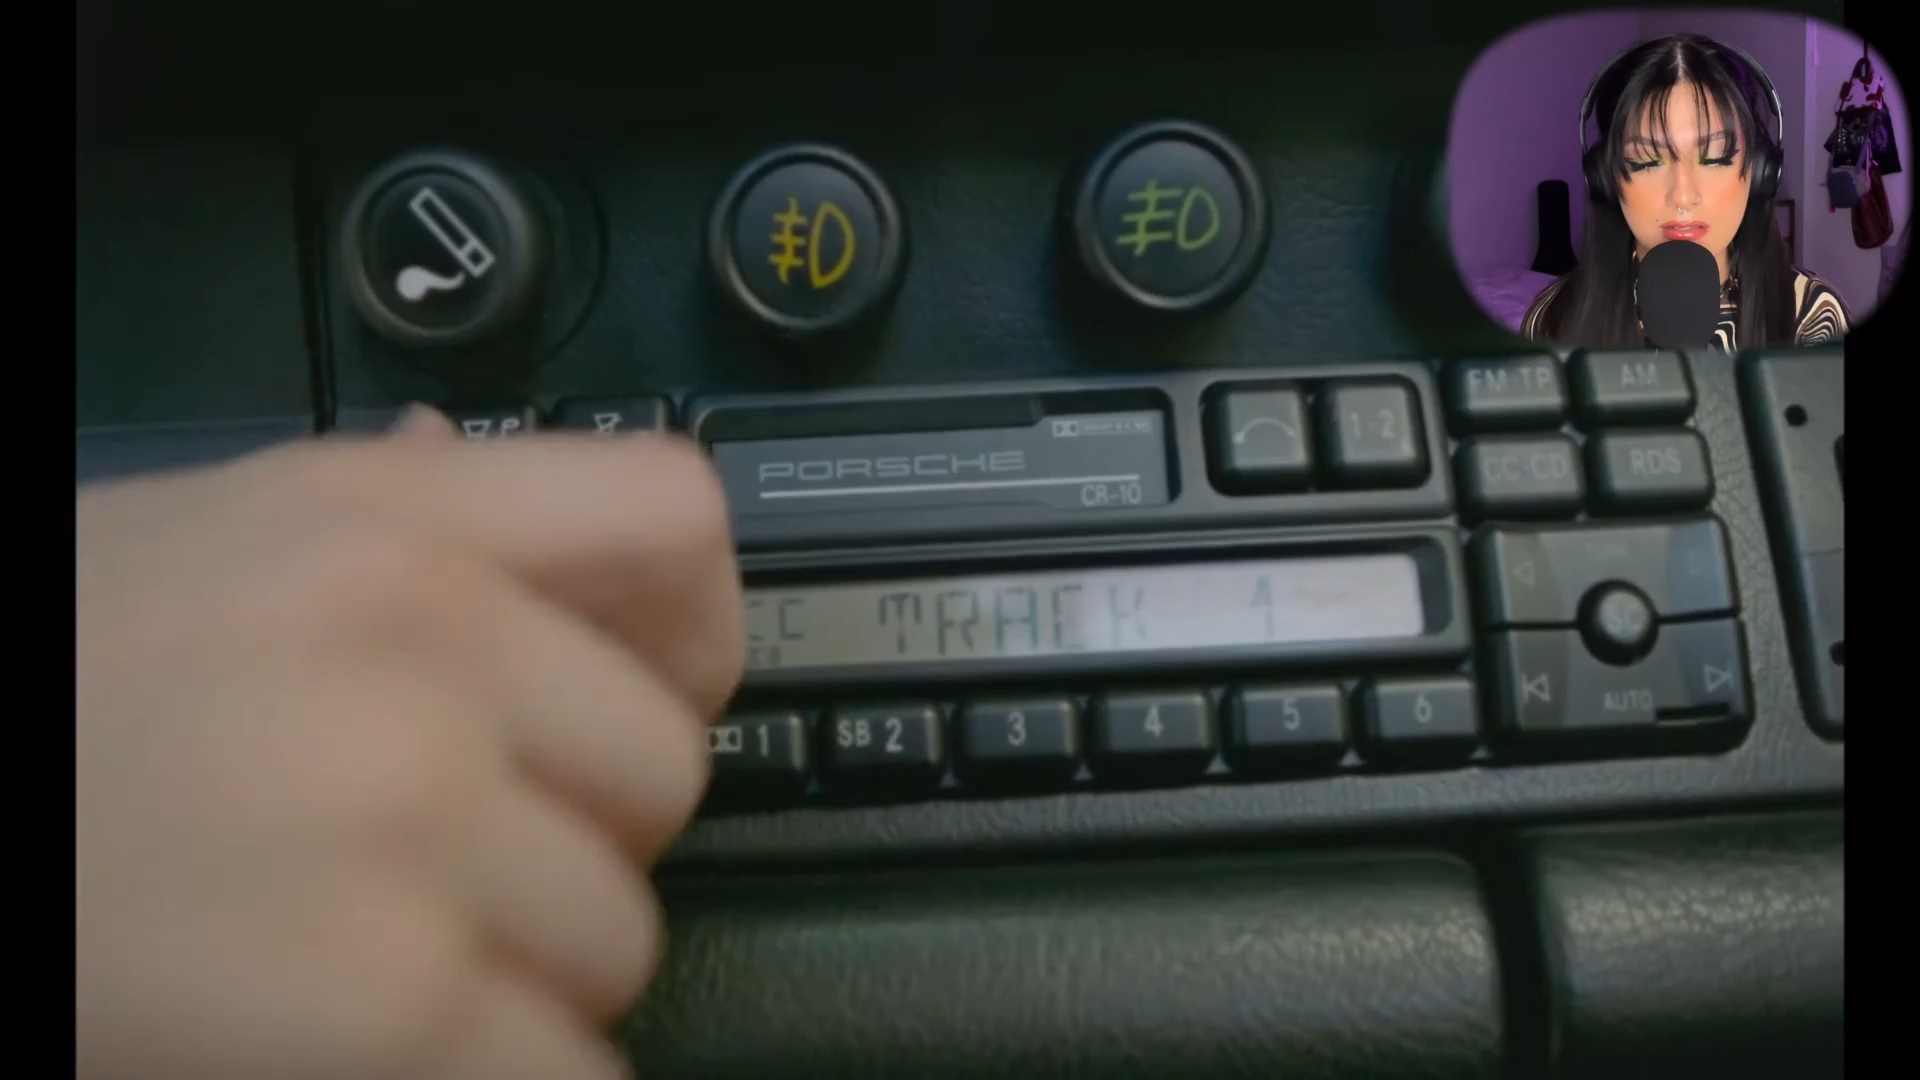 P
PORSCHE
CR-10
1·2
FM·TP
AM
CC·CD
RDS
CC TRACK 1
1
SB 2
3
4
5
6
AUTO